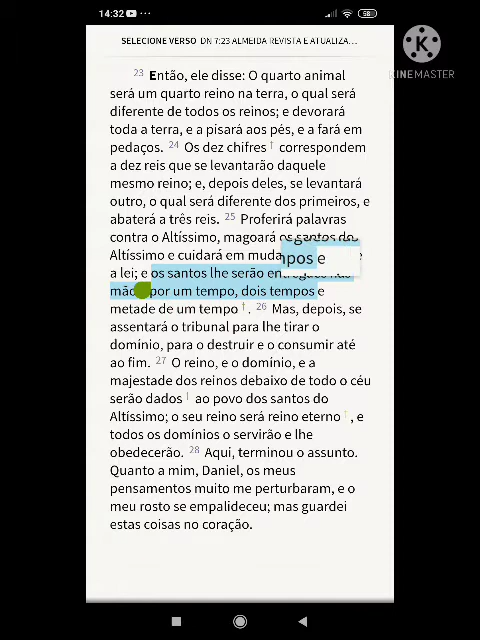 14:32
58
SELECIONE VERSO DN 7:23 ALMEIDA REVISTA E ATUALIZA...
KINEMASTER
23 Então, ele disse: O quarto animal
será um quarto reino na terra, o qual será
diferente de todos os reinos; e devorará
toda a terra, e a pisará aos pés, e a fará em
pedaços. 24 Os dez chifres † correspondem
a dez reis que se levantarão daquele
mesmo reino; e, depois deles, se levantará
outro, o qual será diferente dos primeiros, e
abaterá a três reis. 25 Proferirá palavras
contra o Altíssimo, magoará os santos do
Altíssimo e cuidará em muda
npos e
a lei; e os santos lhe serão entregues nas
por um tempo, dois tempos e
metade de um tempo † . 26 Mas, depois, se
assentará o tribunal para lhe tirar o
domínio, para o destruir e o consumir até
ao fim. 27 O reino, e o domínio, e a
majestade dos reinos debaixo de todo o céu
serão dados † ao povo dos santos do
Altíssimo; o seu reino será reino eterno † , e
todos os domínios o servirão e lhe
obedecerão. 28 Aqui, terminou o assunto.
Quanto a mim, Daniel, os meus
pensamentos muito me perturbaram, e o
meu rosto se empalideceu; mas guardei
estas coisas no coração.